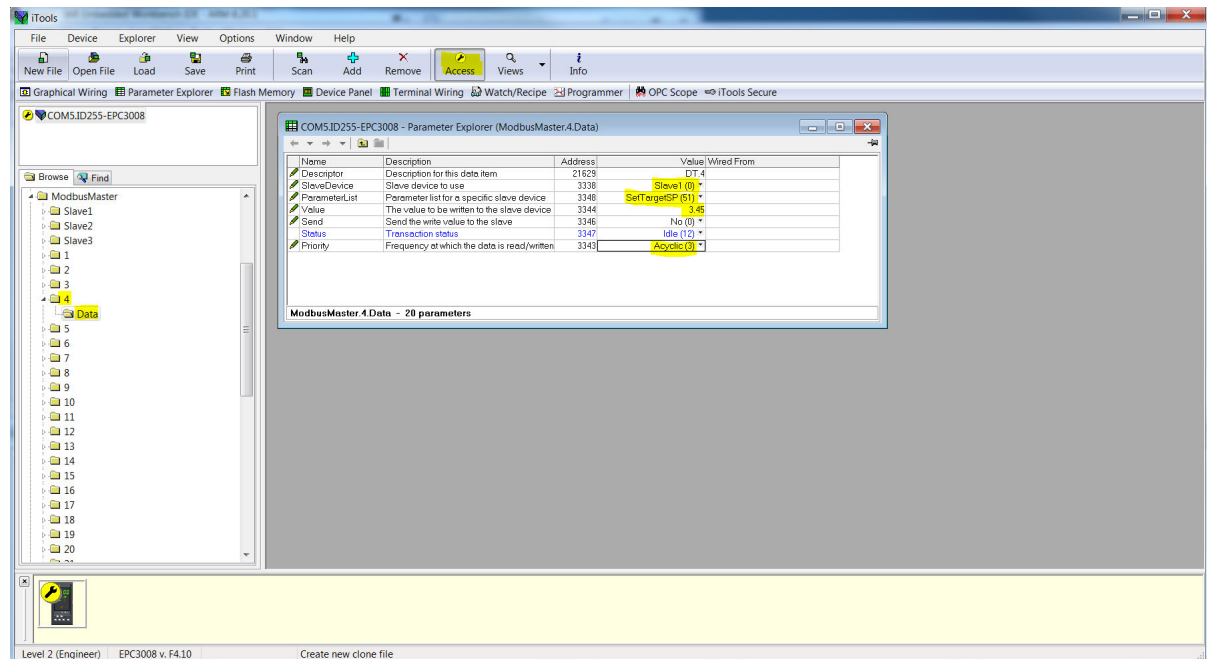 iTools
File Device Explorer View Options Window Help
New File Open File Load Save Print Scan Add Remove Access Views Info
Graphical Wiring Parameter Explorer Flash Memory Device Panel Terminal Wiring Watch/Recipe Programmer OPC Scope iTools Secure
COM5.ID255-EPC3008
Browse Find
ModbusMaster
Slave1
Slave2
Slave3
1
2
3
4
Data
5
6
7
8
9
10
11
12
13
14
15
16
17
18
19
20
COM5.ID255-EPC3008 - Parameter Explorer (ModbusMaster.4.Data)
Name Description Address Value Wired From
Descriptor Description for this data item 21629 DT.4
SlaveDevice Slave device to use 3338 Slave1 (0)
ParameterList Parameter list for a specific slave device 3348 SetTargetSP (51)
Value The value to be written to the slave device 3344 3.45
Send Send the write value to the slave 3346 No (0)
Status Transaction status 3347 Idle (12)
Priority Frequency at which the data is read/written 3343 Acyclic (3)
ModbusMaster.4.Data - 20 parameters
Level 2 (Engineer) EPC3008 v. F4.10 Create new clone file